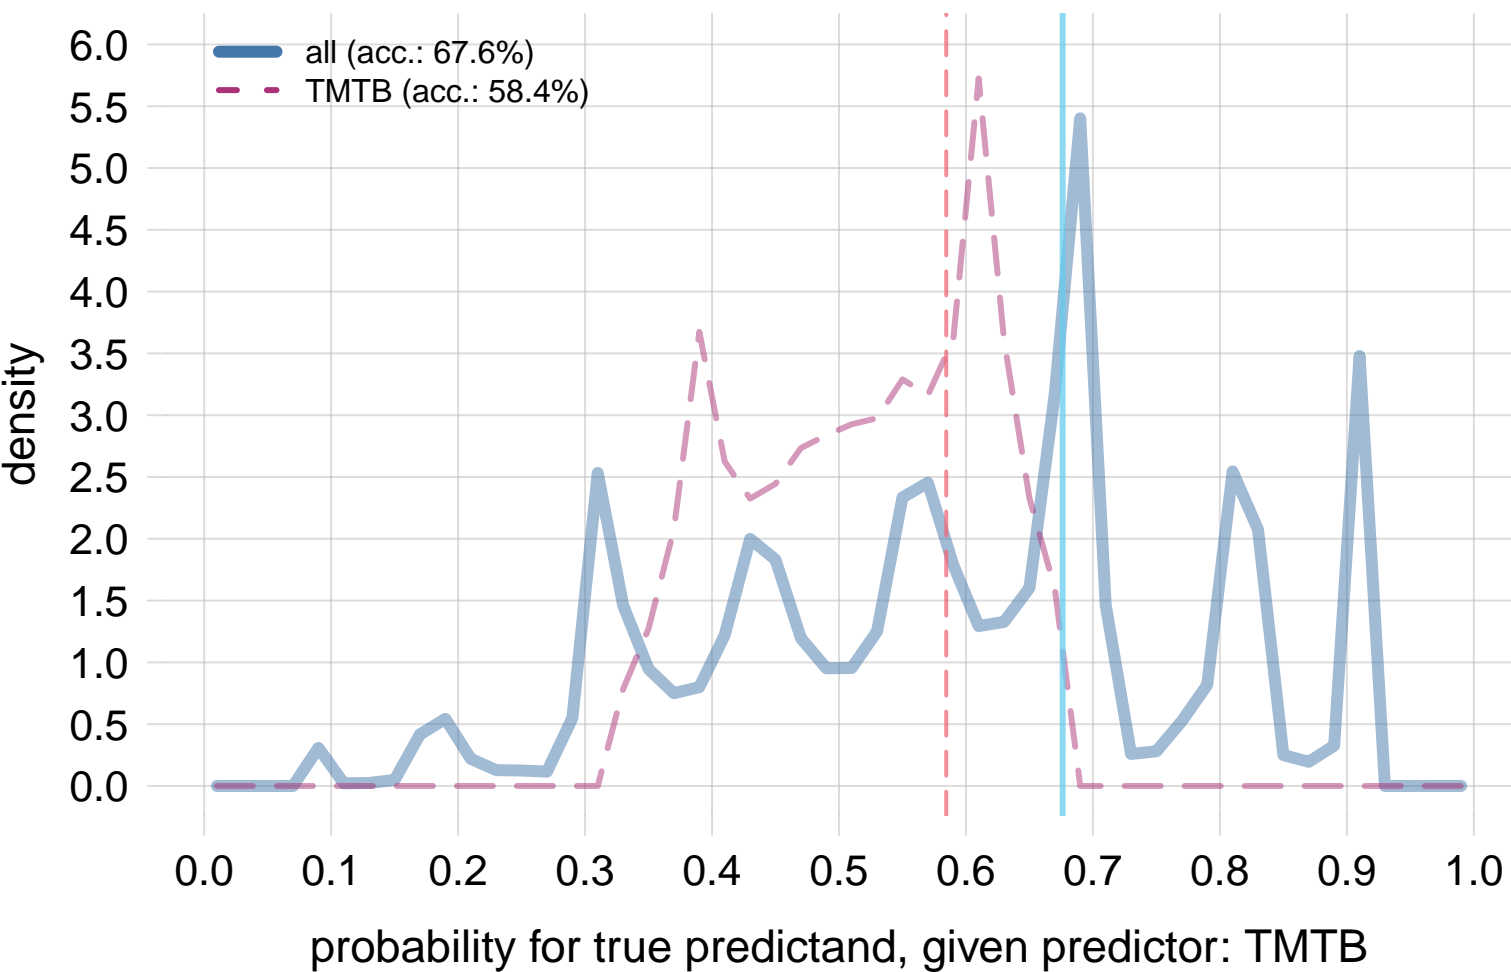 all (acc.: 67.6%)
TMTB (acc.: 58.4%)
6.0
5.5
5.0
4.5
4.0
3.5
3.0
2.5
2.0
1.5
1.0
0.5
0.0
density
0.0 0.1 0.2 0.3 0.4 0.5 0.6 0.7 0.8 0.9 1.0
probability for true predictand, given predictor: TMTB